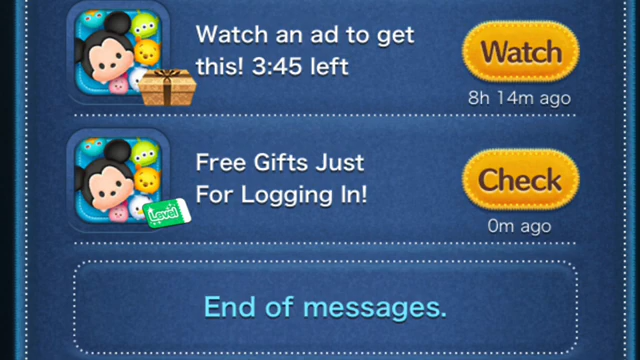 Watch an ad to get
this! 3:45 left
Watch
8h 14m ago
Level
Free Gifts Just
For Logging In!
Check
0m ago
End of messages.